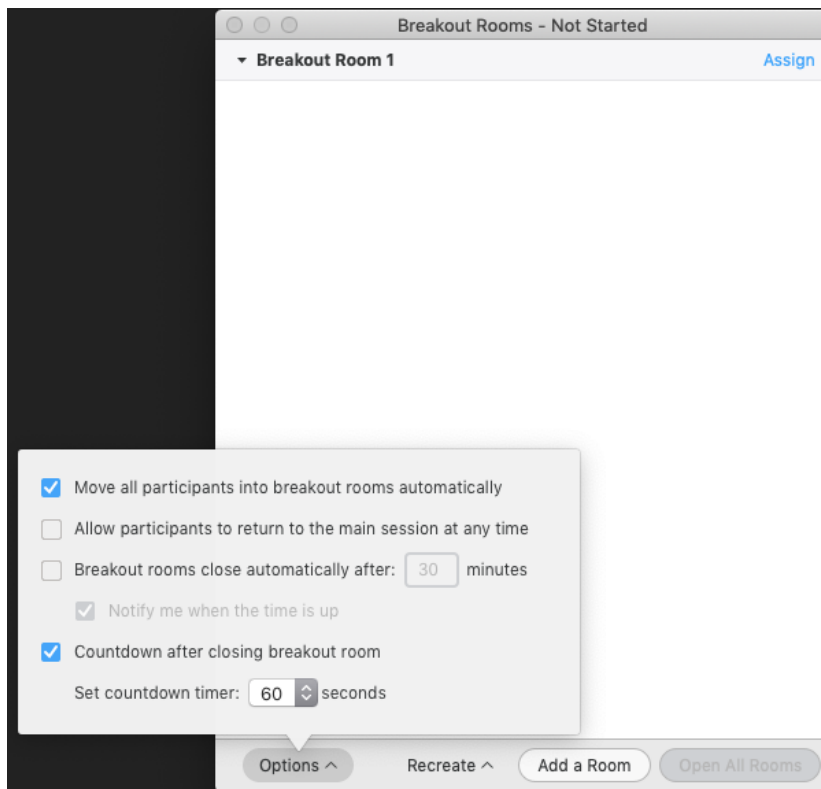 Breakout Rooms - Not Started
Breakout Room 1 Assign
Move all participants into breakout rooms automatically
Allow participants to return to the main session at any time
Breakout rooms close automatically after: 30 minutes
Notify me when the time is up
Countdown after closing breakout room
Set countdown timer: 60 seconds
Options Recreate Add a Room Open All Rooms